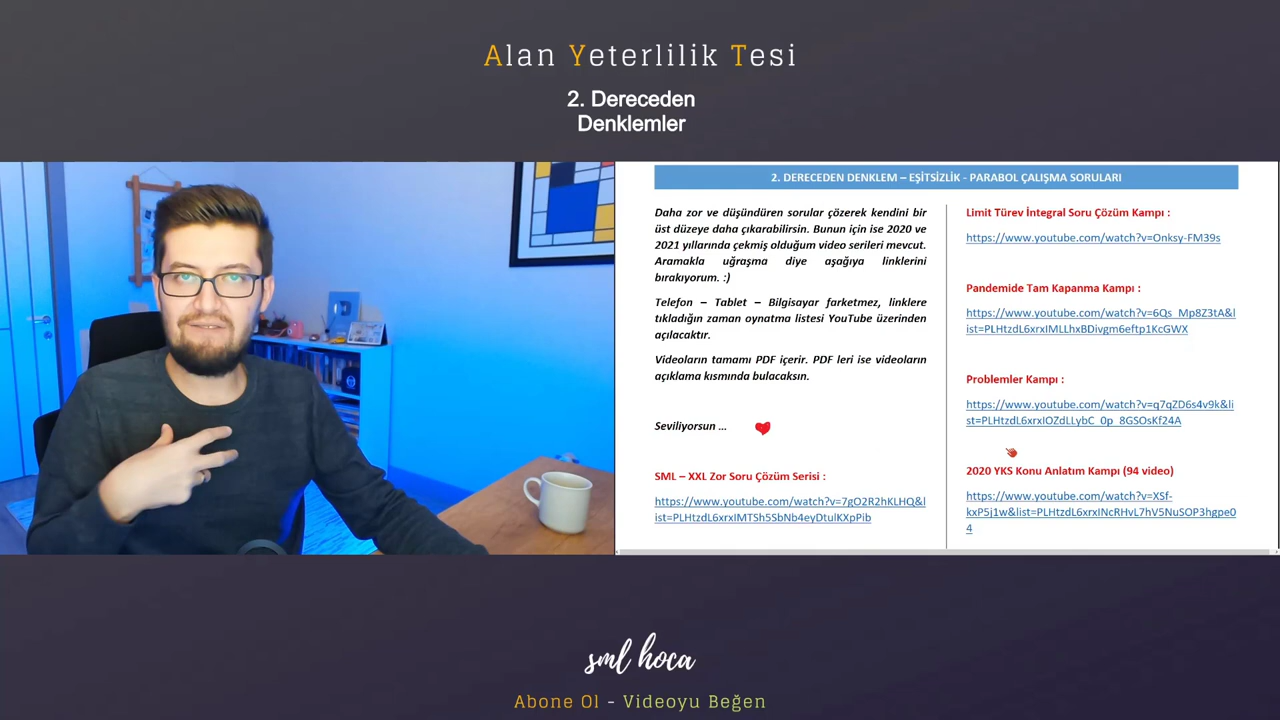 Alan Yeterlilik Tesi
2. Dereceden
Denklemler
2. DERECEDEN DENKLEM – EŞİTSİZLİK - PARABOL ÇALIŞMA SORULARI
Daha zor ve düşündüren sorular çözerek kendini bir
üst düzeye daha çıkarabilirsin. Bunun için ise 2020 ve
2021 yıllarında çekmiş olduğum video serileri mevcut.
Aramakla uğraşma diye aşağıya linklerini
bırakıyorum. :)
Telefon – Tablet – Bilgisayar farketmez, linklere
tıkladığın zaman oynatma listesi YouTube üzerinden
açılacaktır.
Videoların tamamı PDF içerir. PDF leri ise videoların
açıklama kısmında bulacaksın.
Seviliyorsun ...
SML – XXL Zor Soru Çözüm Serisi :
https://www.youtube.com/watch?v=7gO2R2hKLHQ&l
ist=PLHtzdL6xrxIMTSh5SbNb4eyDtulKXpPib
Limit Türev İntegral Soru Çözüm Kampı :
https://www.youtube.com/watch?v=Onksy-FM39s
Pandemide Tam Kapanma Kampı :
https://www.youtube.com/watch?v=6Qs_Mp8Z3tA&l
ist=PLHtzdL6xrxIMLLhxBDivgm6eftp1KcGWX
Problemler Kampı :
https://www.youtube.com/watch?v=q7qZD6s4v9k&li
st=PLHtzdL6xrxIOZdLLybC_0p_8GSOsKf24A
2020 YKS Konu Anlatım Kampı (94 video)
https://www.youtube.com/watch?v=XSf-
kxP5j1w&list=PLHtzdL6xrxINcRHvL7hV5NuSOP3hgpe0
4
sml hoca
Abone Ol - Videoyu Beğen